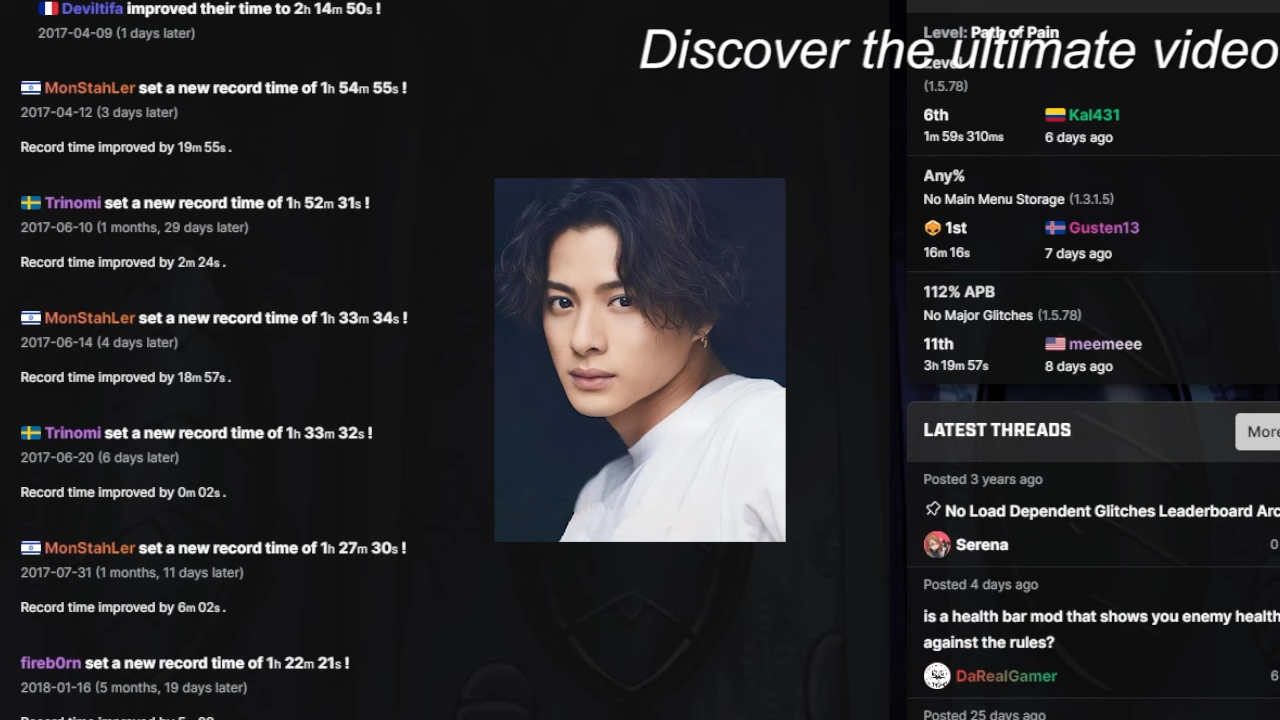 Deviltifa improved their time to 2h 14m 50s !
2017-04-09 (1 days later)
MonStahLer set a new record time of 1h 54m 55s !
2017-04-12 (3 days later)
Record time improved by 19m 55s .
Trinomi set a new record time of 1h 52m 31s !
2017-06-10 (1 months, 29 days later)
Record time improved by 2m 24s .
MonStahLer set a new record time of 1h 33m 34s !
2017-06-14 (4 days later)
Record time improved by 18m 57s .
Trinomi set a new record time of 1h 33m 32s !
2017-06-20 (6 days later)
Record time improved by 0m 02s .
MonStahLer set a new record time of 1h 27m 30s !
2017-07-31 (1 months, 11 days later)
Record time improved by 6m 02s .
fireb0rn set a new record time of 1h 22m 21s !
2018-01-16 (5 months, 19 days later)
Discover the ultimate video
Level: Path of Pain
Level
(1.5.78)
6th Kal431
1m 59s 310ms 6 days ago
Any%
No Main Menu Storage (1.3.1.5)
1st Gusten13
16m 16s 7 days ago
112% APB
No Major Glitches (1.5.78)
11th meemeee
3h 19m 57s 8 days ago
LATEST THREADS More
Posted 3 years ago
No Load Dependent Glitches Leaderboard Arc
Serena 0
Posted 4 days ago
is a health bar mod that shows you enemy health
against the rules?
DaRealGamer 6
Posted 25 days ago